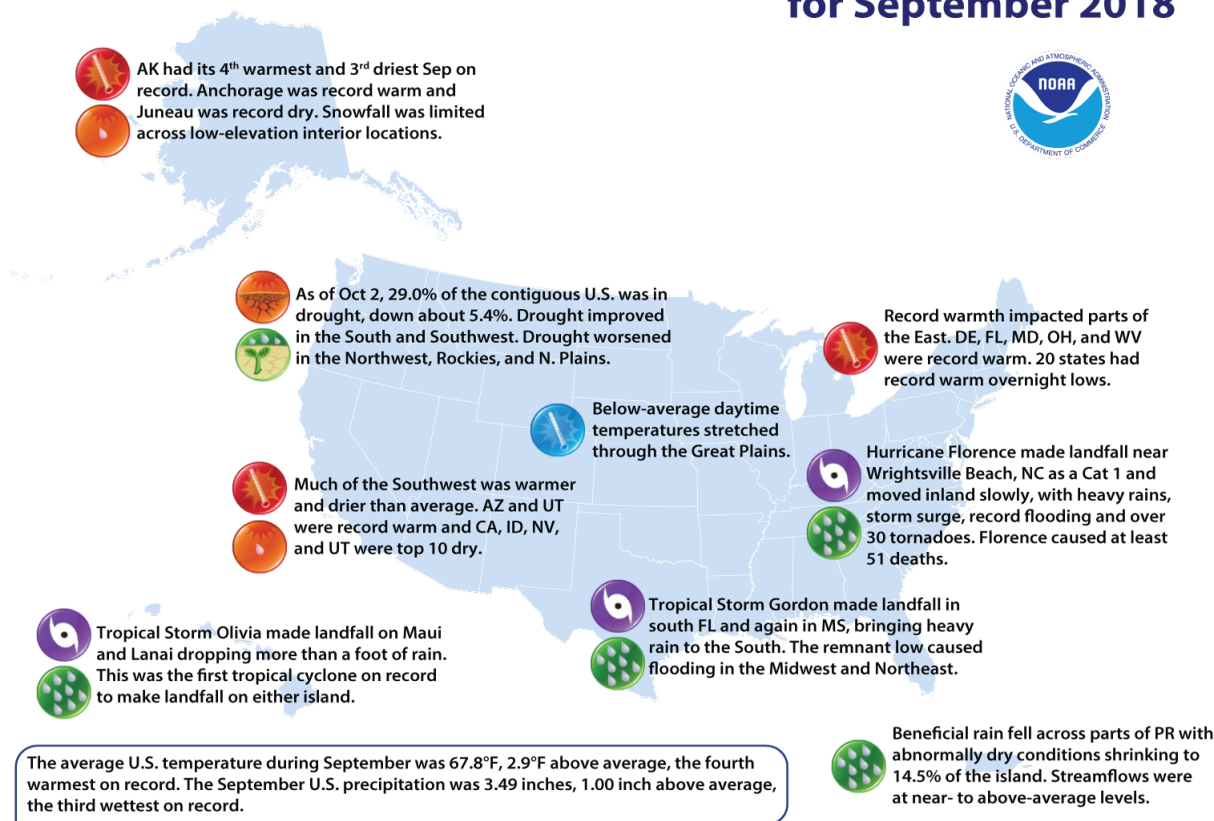 for September 2018
NATIONAL OCEANIC AND ATMOSPHERIC ADMINISTRATION
NOAA
U.S. DEPARTMENT OF COMMERCE
AK had its 4th warmest and 3rd driest Sep on
record. Anchorage was record warm and
Juneau was record dry. Snowfall was limited
across low-elevation interior locations.
As of Oct 2, 29.0% of the contiguous U.S. was in
drought, down about 5.4%. Drought improved
in the South and Southwest. Drought worsened
in the Northwest, Rockies, and N. Plains.
Record warmth impacted parts of
the East. DE, FL, MD, OH, and WV
were record warm. 20 states had
record warm overnight lows.
Below-average daytime
temperatures stretched
through the Great Plains.
Hurricane Florence made landfall near
Wrightsville Beach, NC as a Cat 1 and
moved inland slowly, with heavy rains,
storm surge, record flooding and over
30 tornadoes. Florence caused at least
51 deaths.
Much of the Southwest was warmer
and drier than average. AZ and UT
were record warm and CA, ID, NV,
and UT were top 10 dry.
Tropical Storm Gordon made landfall in
south FL and again in MS, bringing heavy
rain to the South. The remnant low caused
flooding in the Midwest and Northeast.
Tropical Storm Olivia made landfall on Maui
and Lanai dropping more than a foot of rain.
This was the first tropical cyclone on record
to make landfall on either island.
Beneficial rain fell across parts of PR with
abnormally dry conditions shrinking to
14.5% of the island. Streamflows were
at near- to above-average levels.
The average U.S. temperature during September was 67.8°F, 2.9°F above average, the fourth
warmest on record. The September U.S. precipitation was 3.49 inches, 1.00 inch above average,
the third wettest on record.